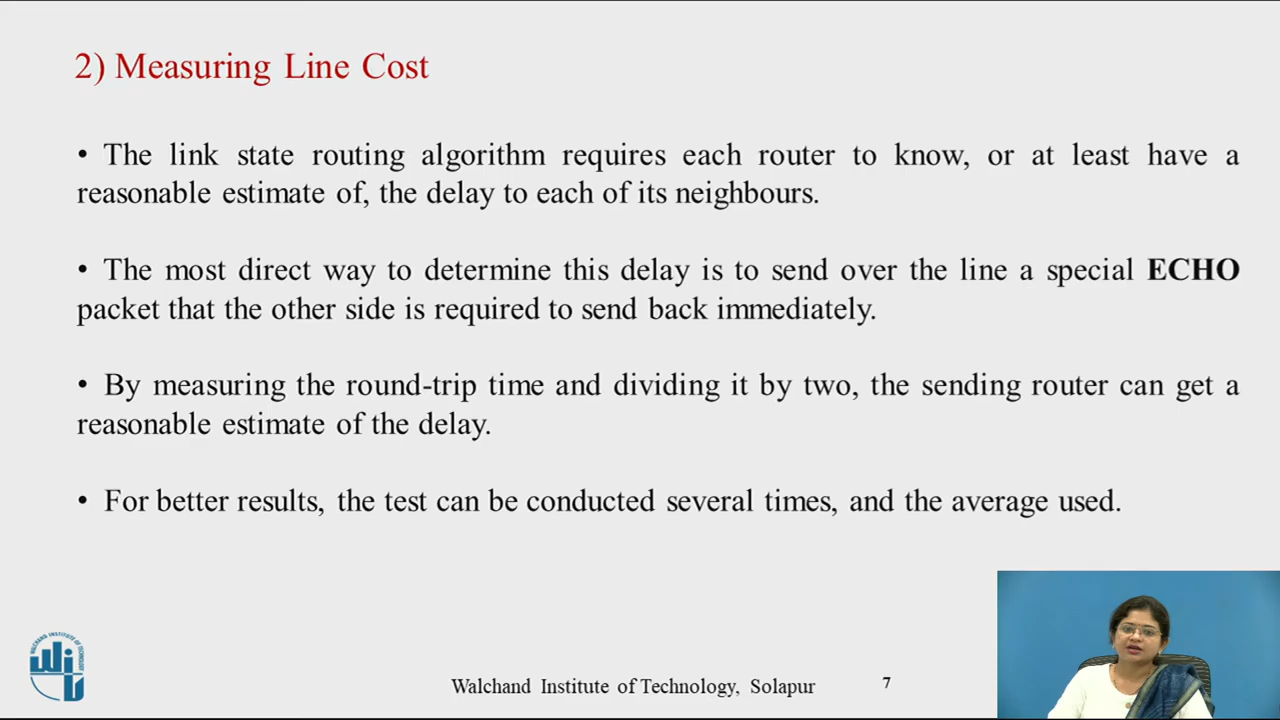 2) Measuring Line Cost
• The link state routing algorithm requires each router to know, or at least have a
reasonable estimate of, the delay to each of its neighbours.
• The most direct way to determine this delay is to send over the line a special ECHO
packet that the other side is required to send back immediately.
• By measuring the round-trip time and dividing it by two, the sending router can get a
reasonable estimate of the delay.
• For better results, the test can be conducted several times, and the average used.
WALCHAND INSTITUTE OF TECHNOLOGY
WIT
Walchand Institute of Technology, Solapur
7